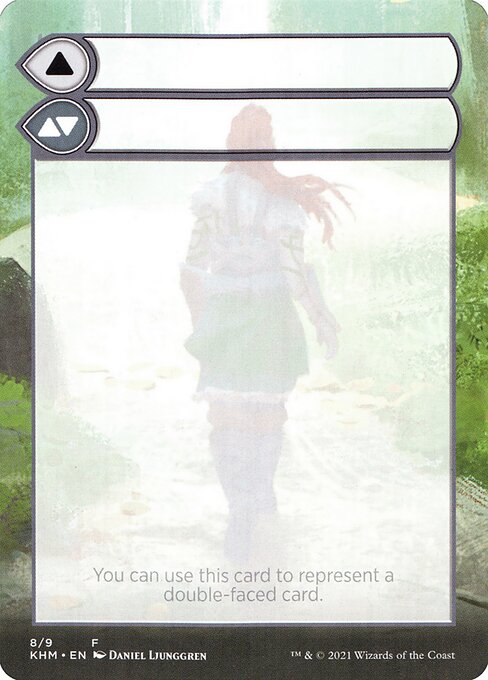 You can use this card to represent a
double-faced card.
8/9 F
KHM • EN Daniel Ljunggren ™ & © 2021 Wizards of the Coast